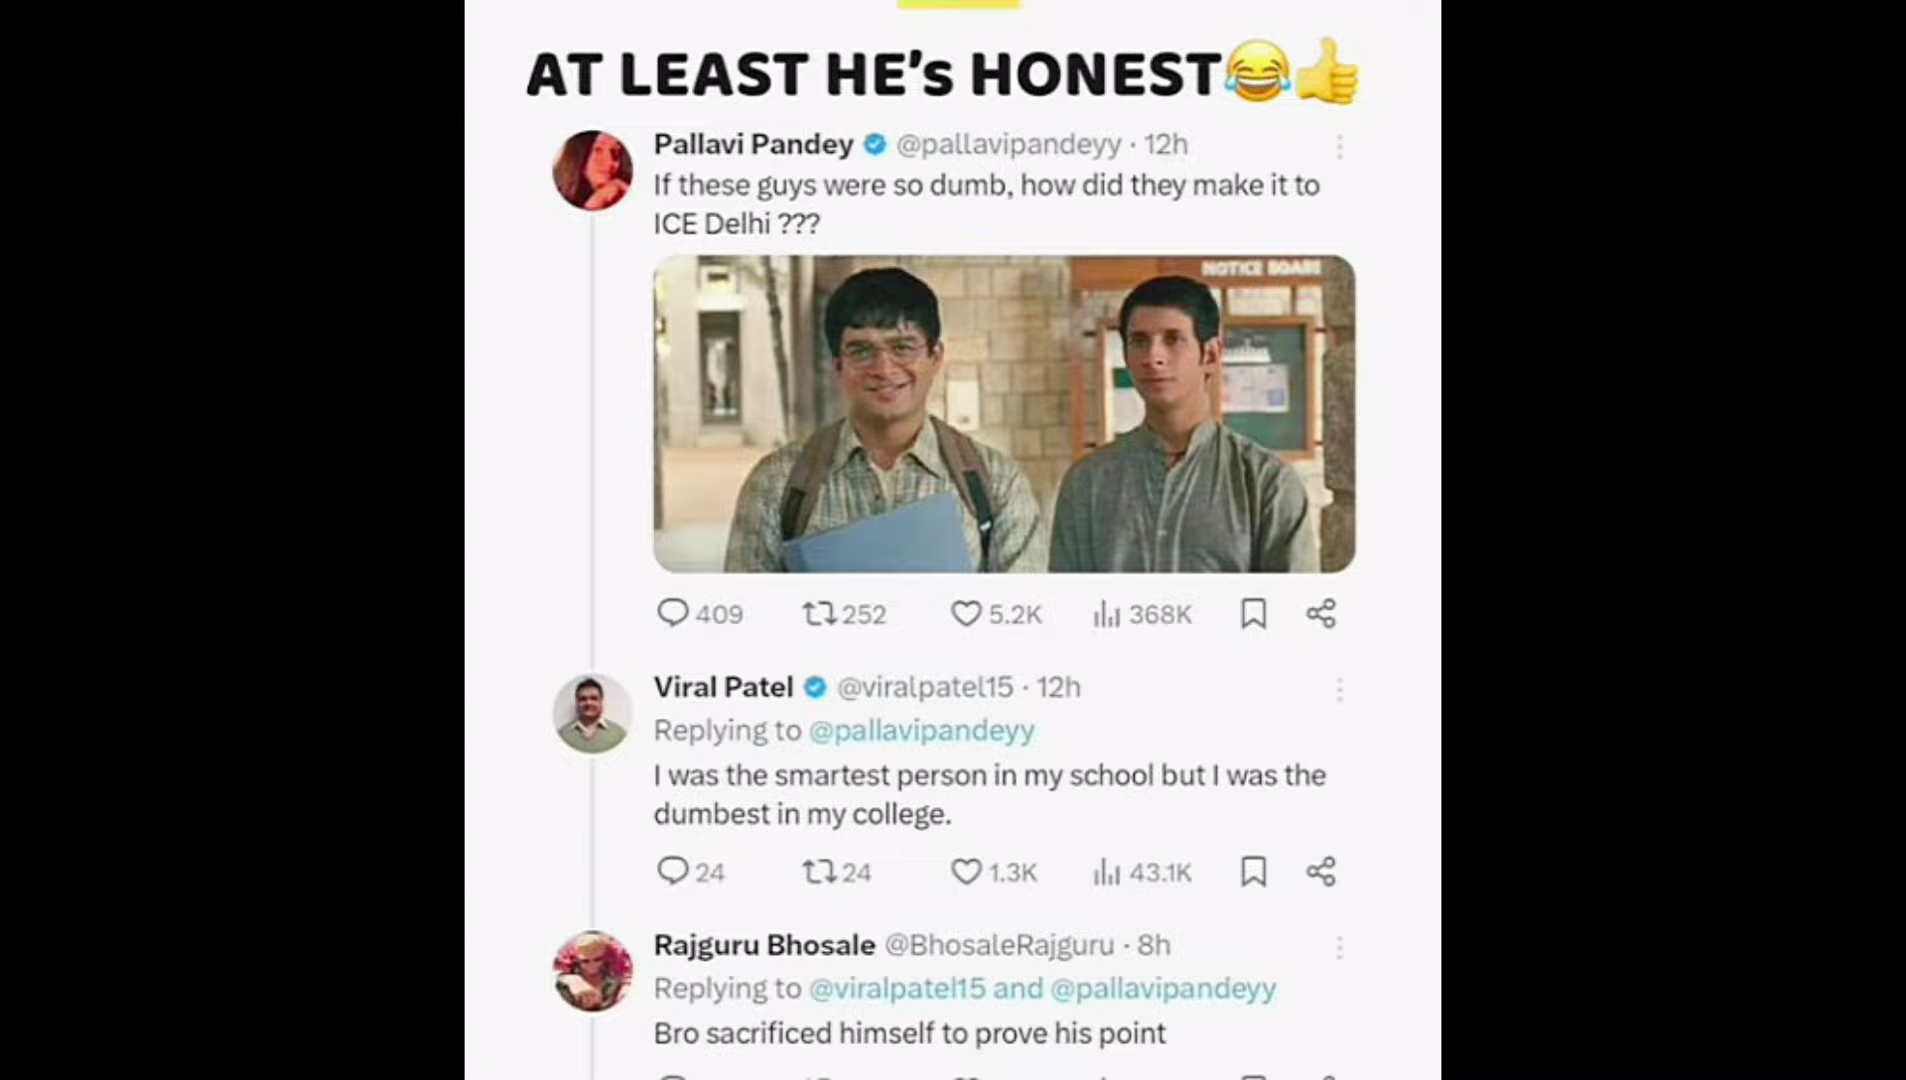 AT LEAST HE's HONEST😂👍
Pallavi Pandey @pallavipandeyy · 12h
If these guys were so dumb, how did they make it to
ICE Delhi ???
NOTICE BOARD
409 252 5.2K 368K
Viral Patel @viralpatel15 · 12h
Replying to @pallavipandeyy
I was the smartest person in my school but I was the
dumbest in my college.
24 24 1.3K 43.1K
Rajguru Bhosale @BhosaleRajguru · 8h
Replying to @viralpatel15 and @pallavipandeyy
Bro sacrificed himself to prove his point